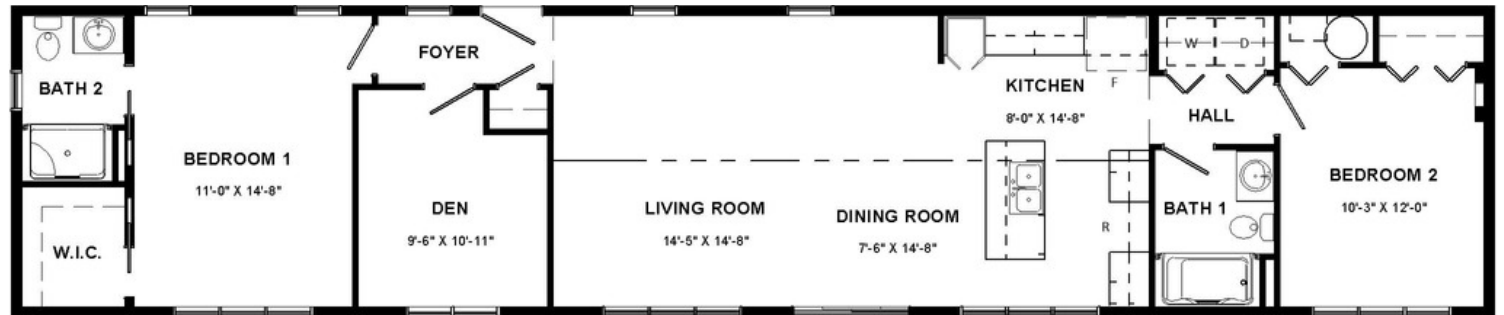 BATH 2
W.I.C.
BEDROOM 1
11'-0" X 14'-8"
FOYER
DEN
9'-6" X 10'-11"
LIVING ROOM
14'-5" X 14'-8"
DINING ROOM
7'-6" X 14'-8"
KITCHEN
8'-0" X 14'-8"
F
R
W
D
HALL
BATH 1
BEDROOM 2
10'-3" X 12'-0"